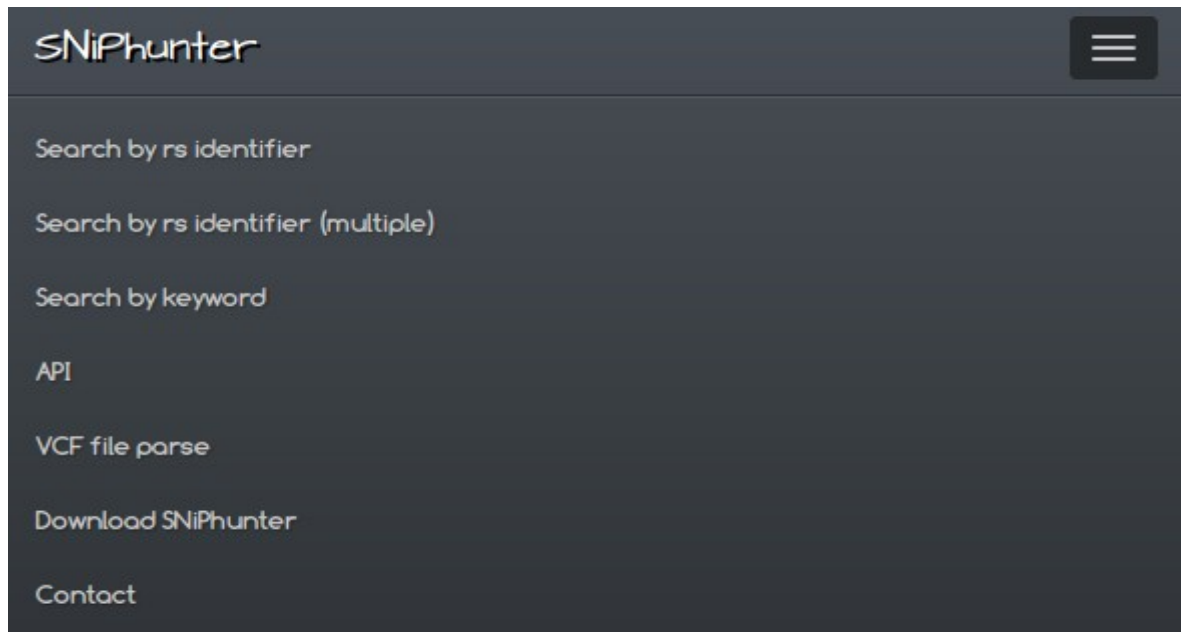 SNiPhunter
Search by rs identifier
Search by rs identifier (multiple)
Search by keyword
API
VCF file parse
Download SNiPhunter
Contact